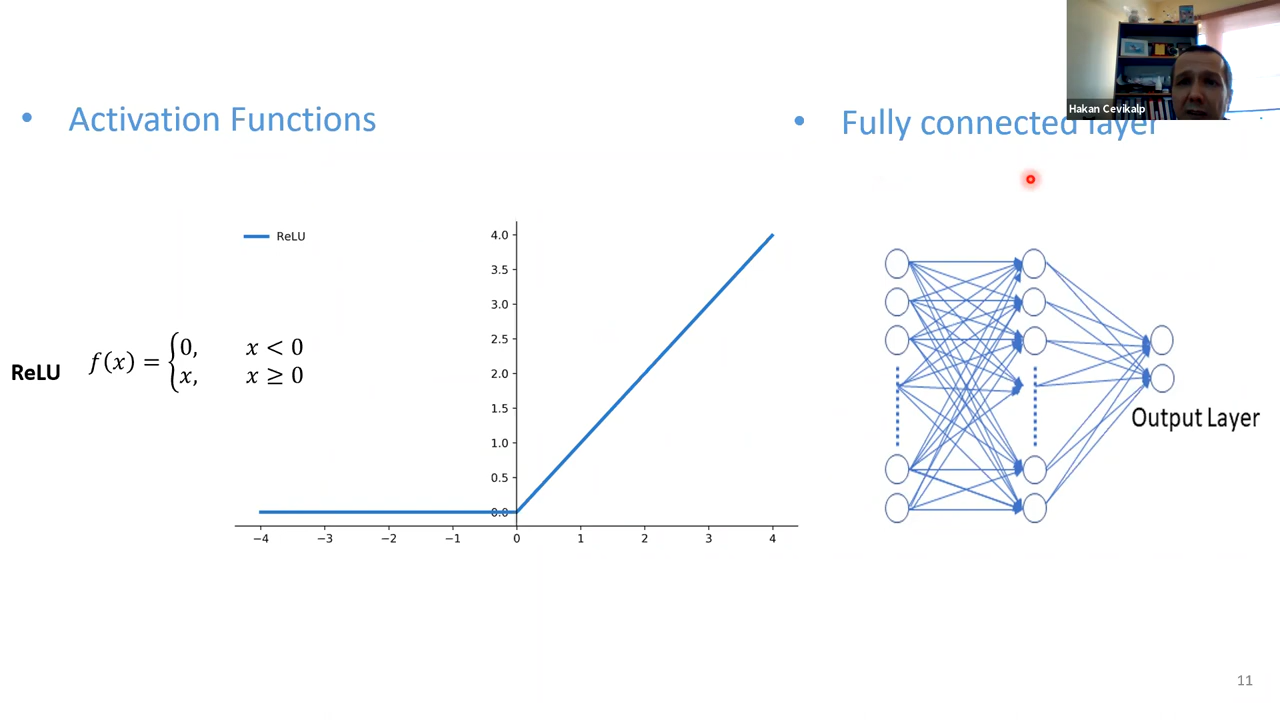 Hakan Cevikalp
• Activation Functions
• Fully connected layer
ReLU
4.0
3.5
3.0
2.5
2.0
1.5
1.0
0.5
0.0
−4 −3 −2 −1 0 1 2 3 4
ReLU f(x) = {0, x < 0
x, x ≥ 0
Output Layer
11